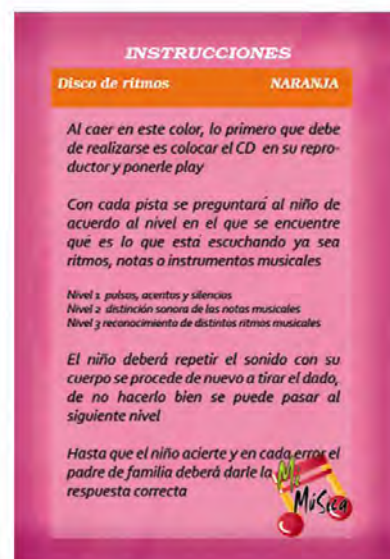 INSTRUCCIONES
Disco de ritmos NARANJA
Al caer en este color, lo primero que debe
de realizarse es colocar el CD en su repro-
ductor y ponerle play
Con cada pista se preguntará al niño de
acuerdo al nivel en el que se encuentre
qué es lo que está escuchando ya sea
ritmos, notas o instrumentos musicales
Nivel 1 pulsos, acentos y silencios
Nivel 2 distinción sonora de las notas musicales
Nivel 3 reconocimiento de distintos ritmos musicales
El niño deberá repetir el sonido con su
cuerpo se procede de nuevo a tirar el dado,
de no hacerlo bien se puede pasar al
siguiente nivel
Hasta que el niño acierte y en cada error el
padre de familia deberá darle la
respuesta correcta
Mi
MúSica